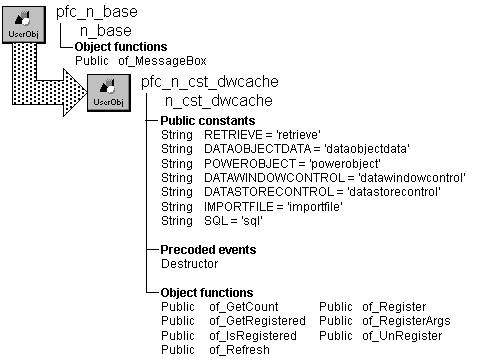 pfc_n_base
UserObj
n_base
Object functions
Public of_MessageBox
pfc_n_cst_dwcache
UserObj
n_cst_dwcache
Public constants
String RETRIEVE = 'retrieve'
String DATAOBJECTDATA = 'dataobjectdata'
String POWEROBJECT = 'powerobject'
String DATAWINDOWCONTROL = 'datawindowcontrol'
String DATASTORECONTROL = 'datastorecontrol'
String IMPORTFILE = 'importfile'
String SQL = 'sql'
Precoded events
Destructor
Object functions
Public of_GetCount Public of_Register
Public of_GetRegistered Public of_RegisterArgs
Public of_IsRegistered Public of_UnRegister
Public of_Refresh